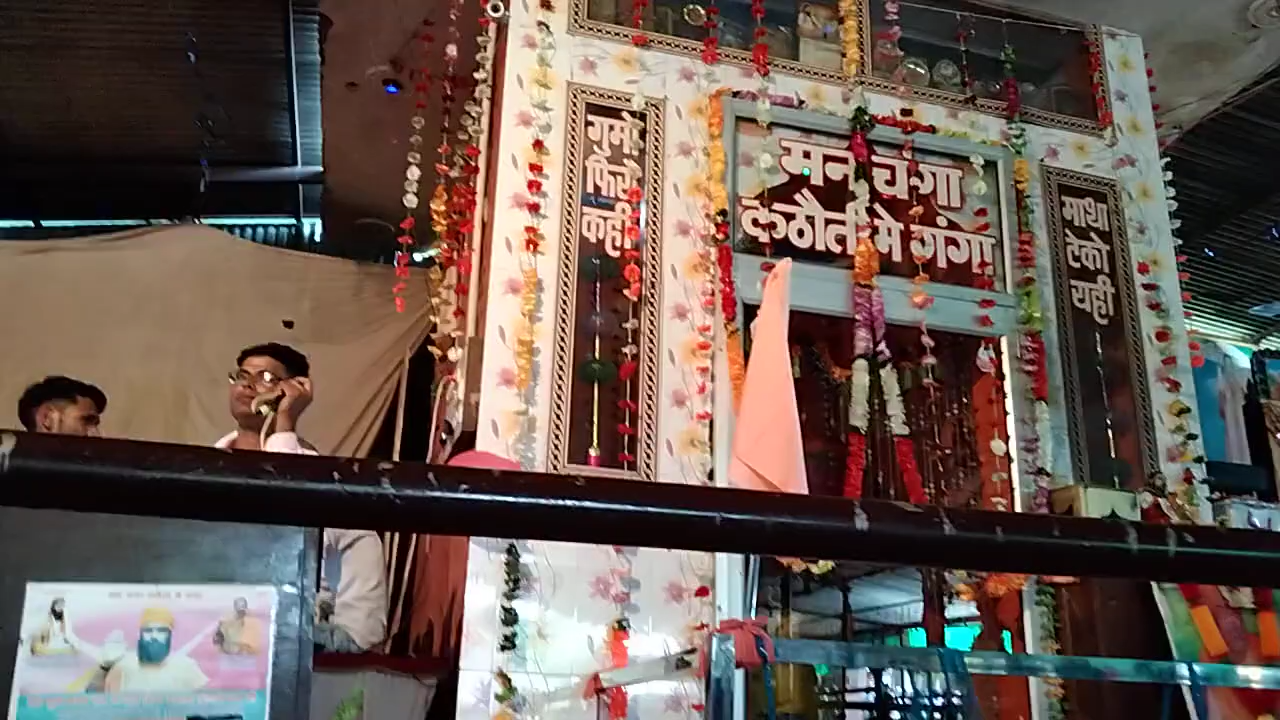 गुमो
फिरो
कहीं
मन चंगा
कठौती मे गंगा
माथा
टेको
यही